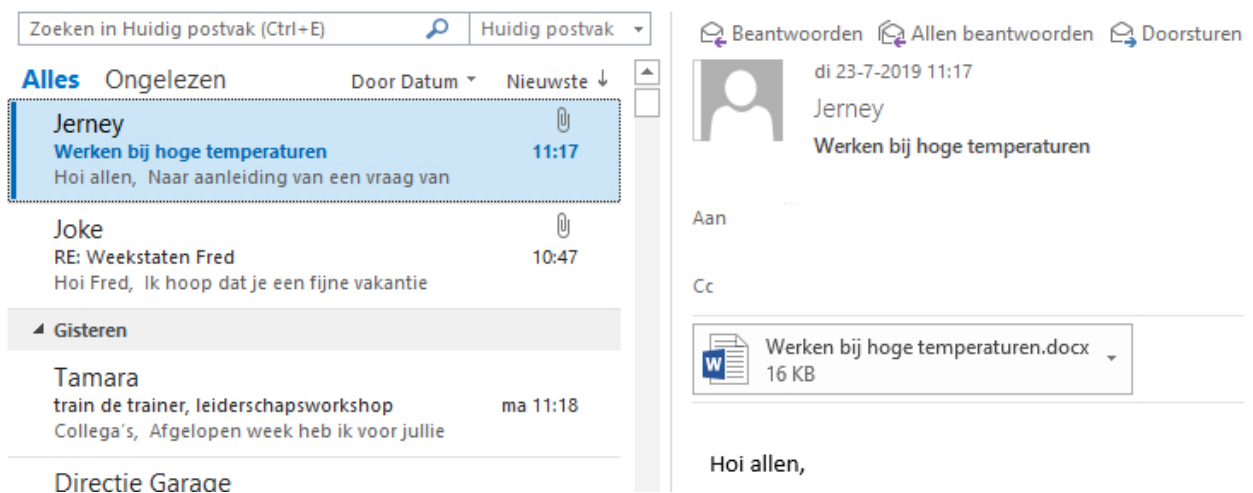 Zoeken in Huidig postvak (Ctrl+E)
Huidig postvak
Alles Ongelezen Door Datum Nieuwste
Jerney
Werken bij hoge temperaturen 11:17
Hoi allen, Naar aanleiding van een vraag van
Joke
RE: Weekstaten Fred 10:47
Hoi Fred, Ik hoop dat je een fijne vakantie
Gisteren
Tamara
train de trainer, leiderschapsworkshop ma 11:18
Collega's, Afgelopen week heb ik voor jullie
Directie Garage
Beantwoorden Allen beantwoorden Doorsturen
di 23-7-2019 11:17
Jerney
Werken bij hoge temperaturen
Aan
Cc
W
Werken bij hoge temperaturen.docx
16 KB
Hoi allen,